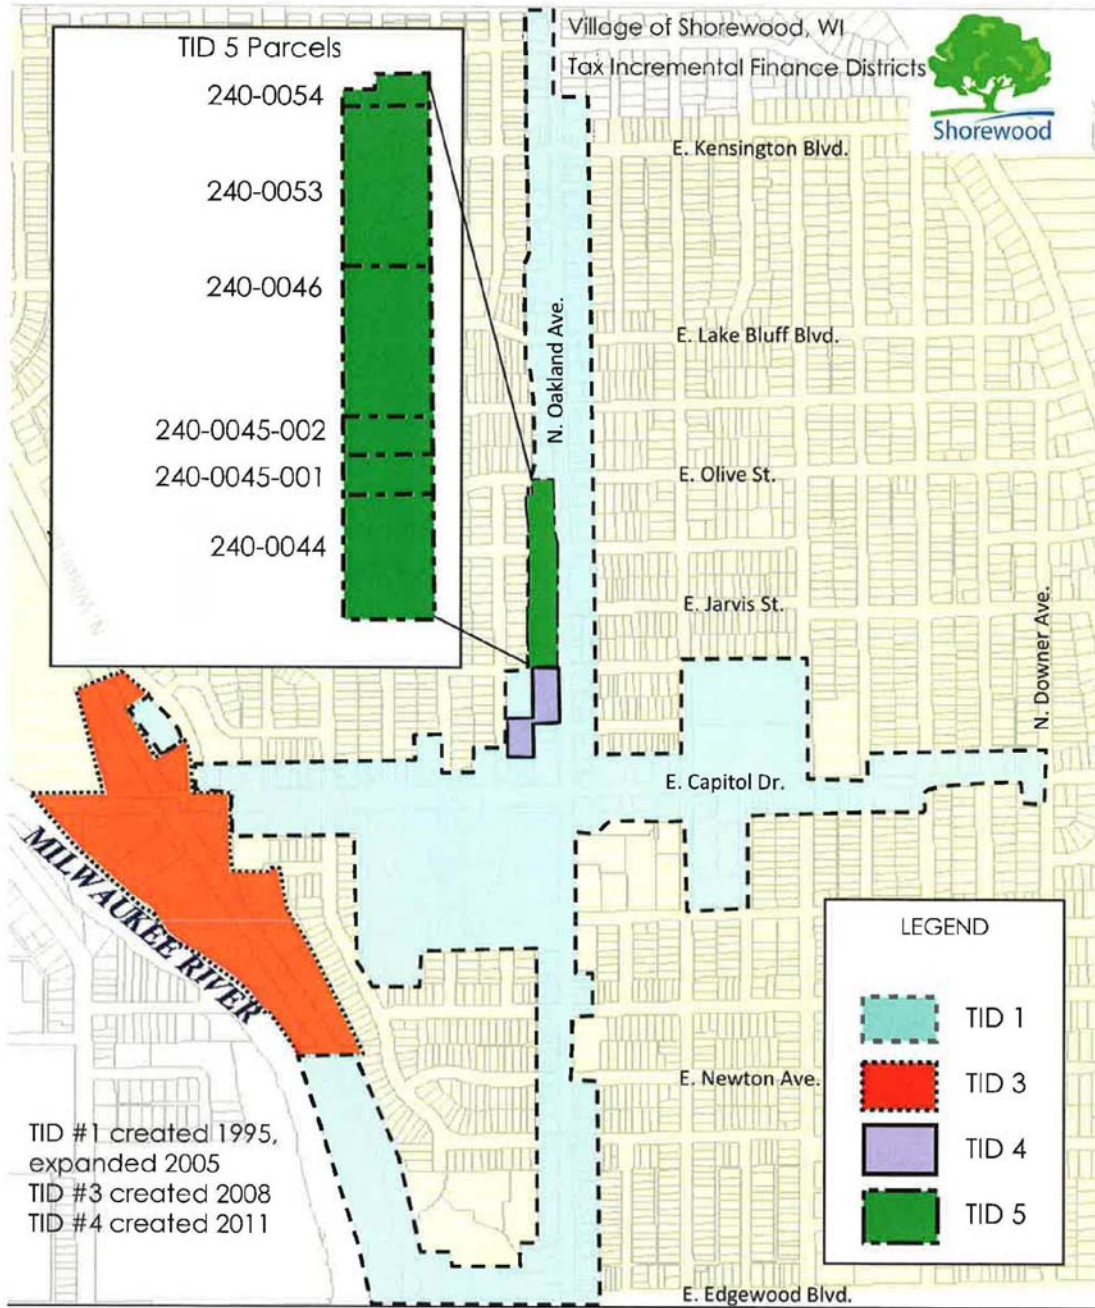 Village of Shorewood, WI
Tax Incremental Finance Districts
Shorewood
TID 5 Parcels
240-0054
240-0053
240-0046
240-0045-002
240-0045-001
240-0044
E. Kensington Blvd.
E. Lake Bluff Blvd.
N. Oakland Ave.
E. Olive St.
E. Jarvis St.
N. Downer Ave.
E. Capitol Dr.
MILWAUKEE RIVER
E. Newton Ave.
E. Edgewood Blvd.
TID #1 created 1995,
expanded 2005
TID #3 created 2008
TID #4 created 2011
LEGEND
TID 1
TID 3
TID 4
TID 5